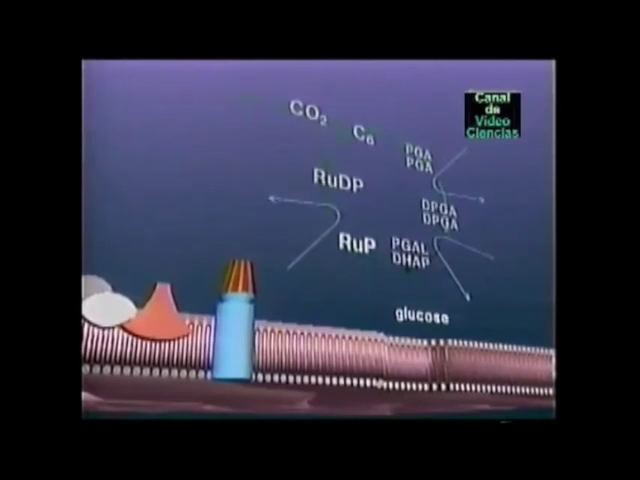 Canal
de
Video
Ciencias
CO2
C6
PGA
PGA
RuDP
DPGA
DPGA
RuP
PGAL
DHAP
glucose